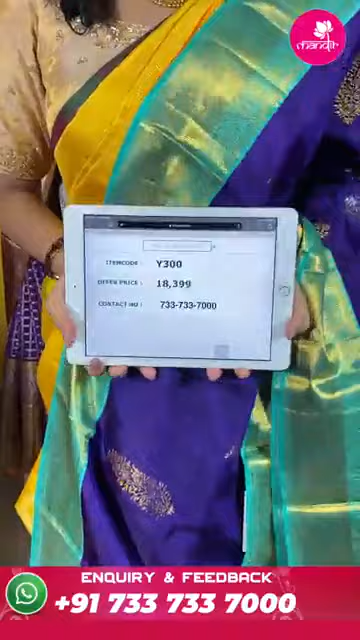 mandir
ITEMCODE : Y300
OFFER PRICE : 18,399
CONTACT NO : 733-733-7000
ENQUIRY & FEEDBACK
+91 733 733 7000